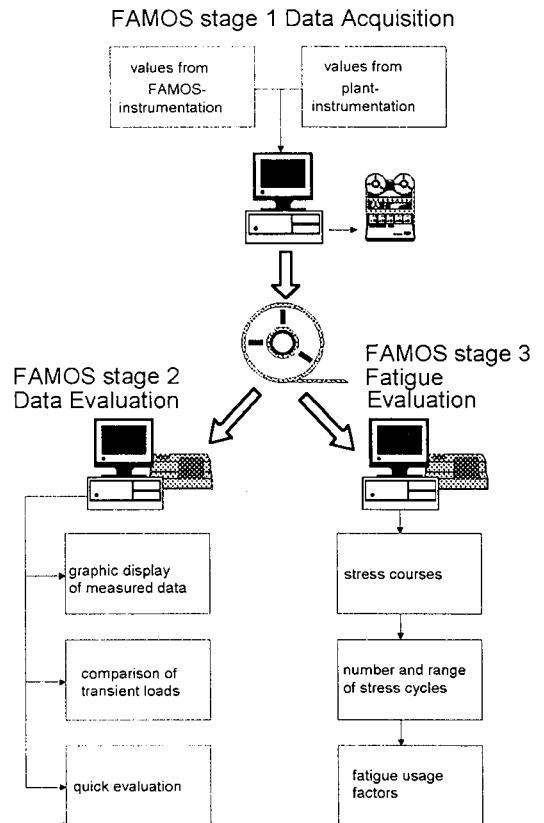 FAMOS stage 1 Data Acquisition
values from
FAMOS-
instrumentation
values from
plant-
instrumentation
FAMOS stage 2
Data Evaluation
FAMOS stage 3
Fatigue
Evaluation
graphic display
of measured data
comparison of
transient loads
quick evaluation
stress courses
number and range
of stress cycles
fatigue usage
factors